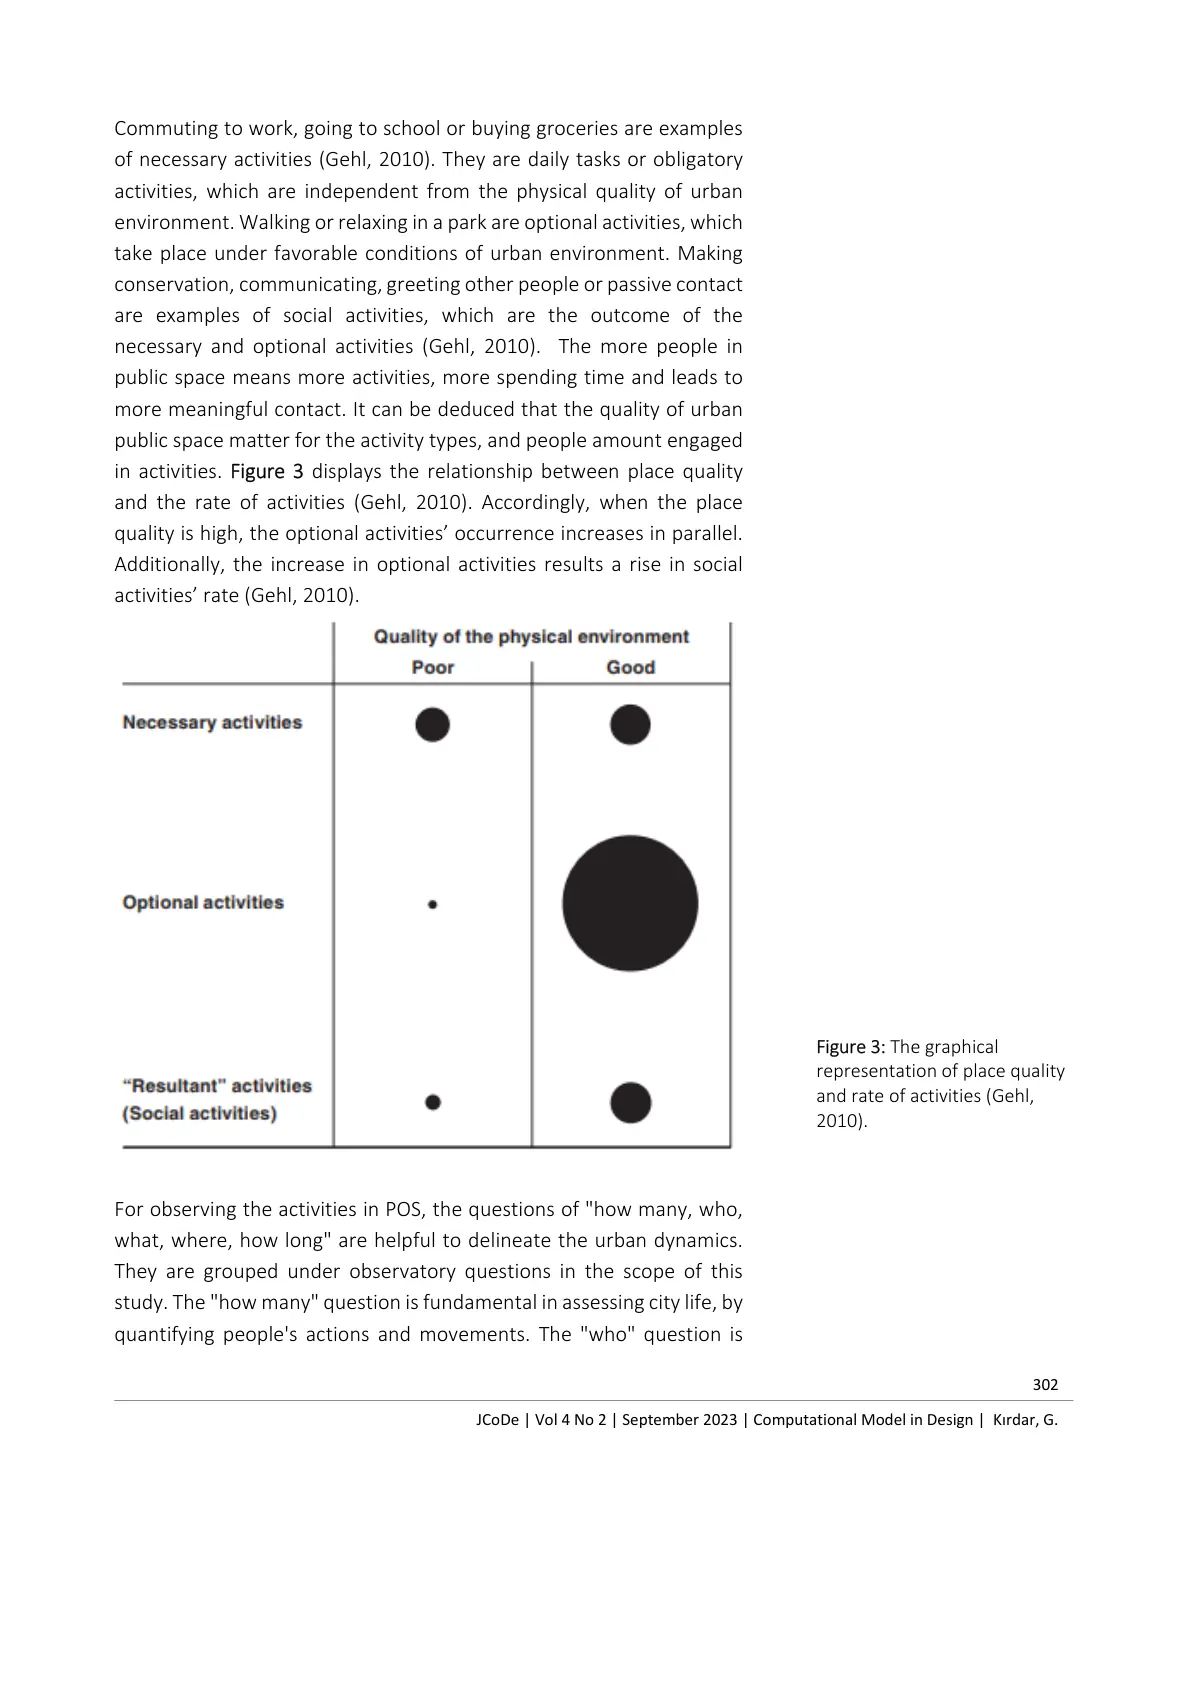 Commuting to work, going to school or buying groceries are examples
of necessary activities (Gehl, 2010). They are daily tasks or obligatory
activities, which are independent from the physical quality of urban
environment. Walking or relaxing in a park are optional activities, which
take place under favorable conditions of urban environment. Making
conservation, communicating, greeting other people or passive contact
are examples of social activities, which are the outcome of the
necessary and optional activities (Gehl, 2010). The more people in
public space means more activities, more spending time and leads to
more meaningful contact. It can be deduced that the quality of urban
public space matter for the activity types, and people amount engaged
in activities. Figure 3 displays the relationship between place quality
and the rate of activities (Gehl, 2010). Accordingly, when the place
quality is high, the optional activities’ occurrence increases in parallel.
Additionally, the increase in optional activities results a rise in social
activities’ rate (Gehl, 2010).
Quality of the physical environment
Poor Good
Necessary activities
Optional activities
“Resultant” activities
(Social activities)
Figure 3: The graphical
representation of place quality
and rate of activities (Gehl,
2010).
For observing the activities in POS, the questions of "how many, who,
what, where, how long" are helpful to delineate the urban dynamics.
They are grouped under observatory questions in the scope of this
study. The "how many" question is fundamental in assessing city life, by
quantifying people's actions and movements. The "who" question is
302
JCoDe | Vol 4 No 2 | September 2023 | Computational Model in Design | Kırdar, G.